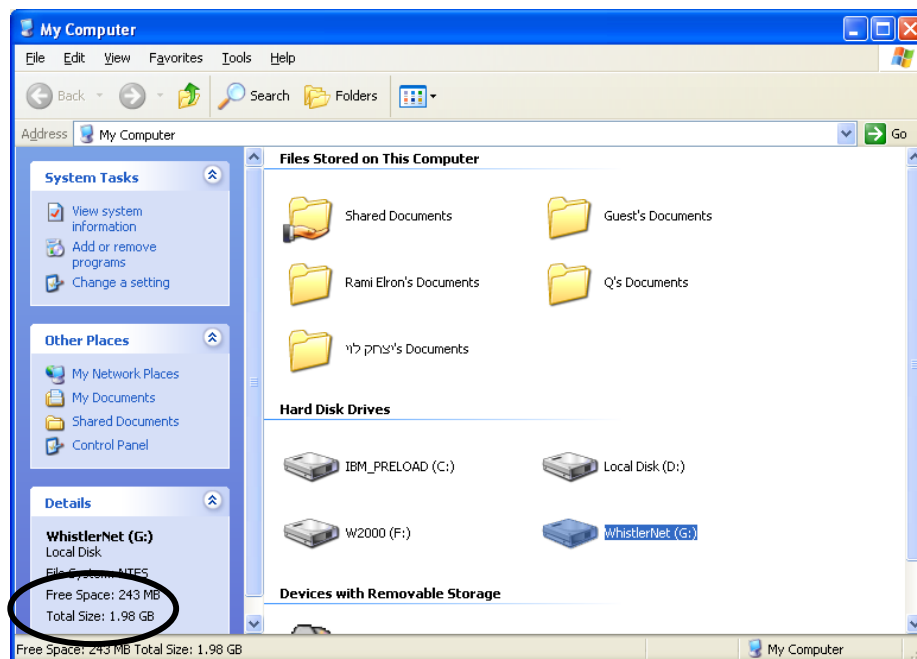 My Computer
File Edit View Favorites Tools Help
Back Search Folders
Address My Computer Go
System Tasks
View system
information
Add or remove
programs
Change a setting
Other Places
My Network Places
My Documents
Shared Documents
Control Panel
Details
WhistlerNet (G:)
Local Disk
File System: NTFS
Free Space: 243 MB
Total Size: 1.98 GB
Files Stored on This Computer
Shared Documents
Guest's Documents
Rami Elron's Documents
Q's Documents
יצחק לוי's Documents
Hard Disk Drives
IBM_PRELOAD (C:)
Local Disk (D:)
W2000 (F:)
WhistlerNet (G:)
Devices with Removable Storage
Free Space: 243 MB Total Size: 1.98 GB
My Computer